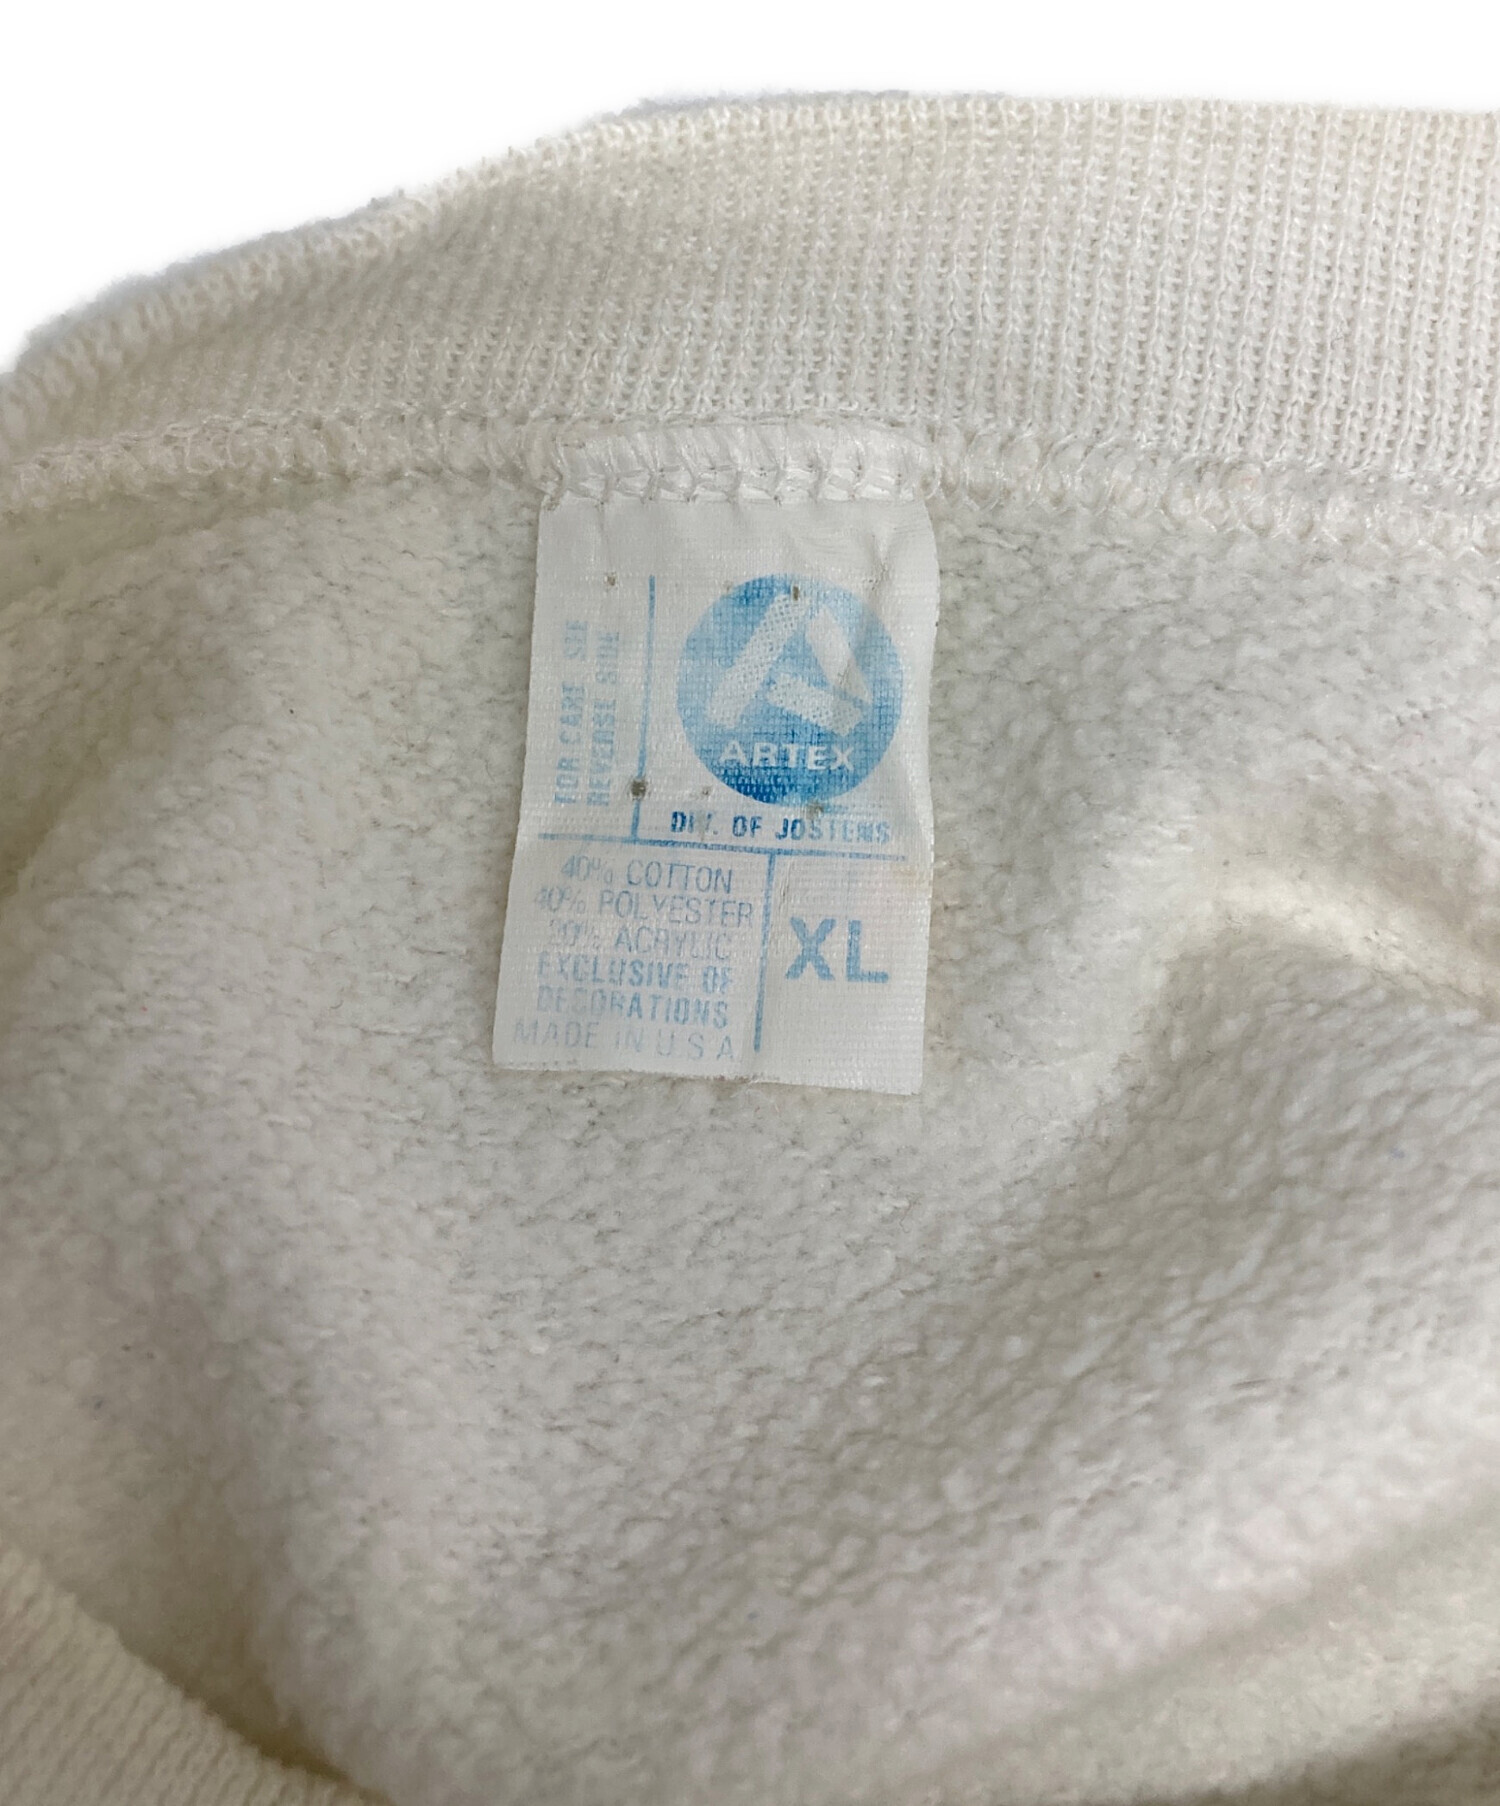 FOR CARE SEE
REVERSE SIDE
ARTEX
DIV. OF JOSTENS
40% COTTON
40% POLYESTER
20% ACRYLIC
EXCLUSIVE OF
DECORATIONS
MADE IN U.S.A
XL